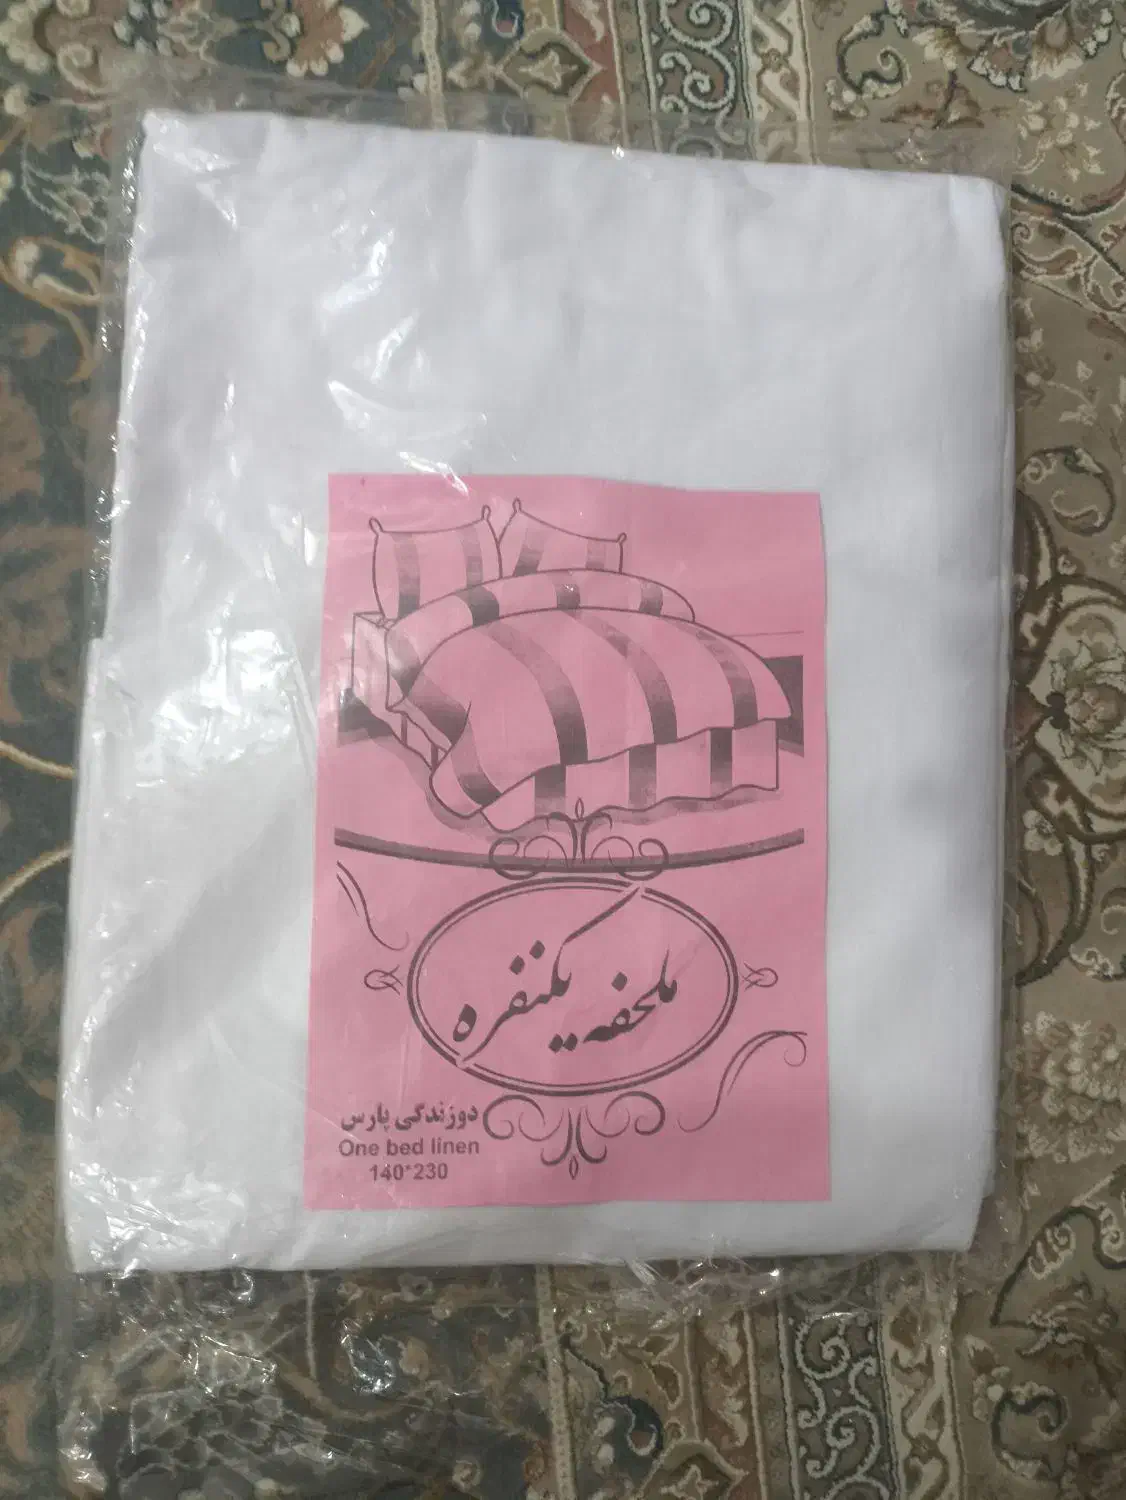 ملحفه یکنفره
دوزندگی پارس
One bed linen
140*230